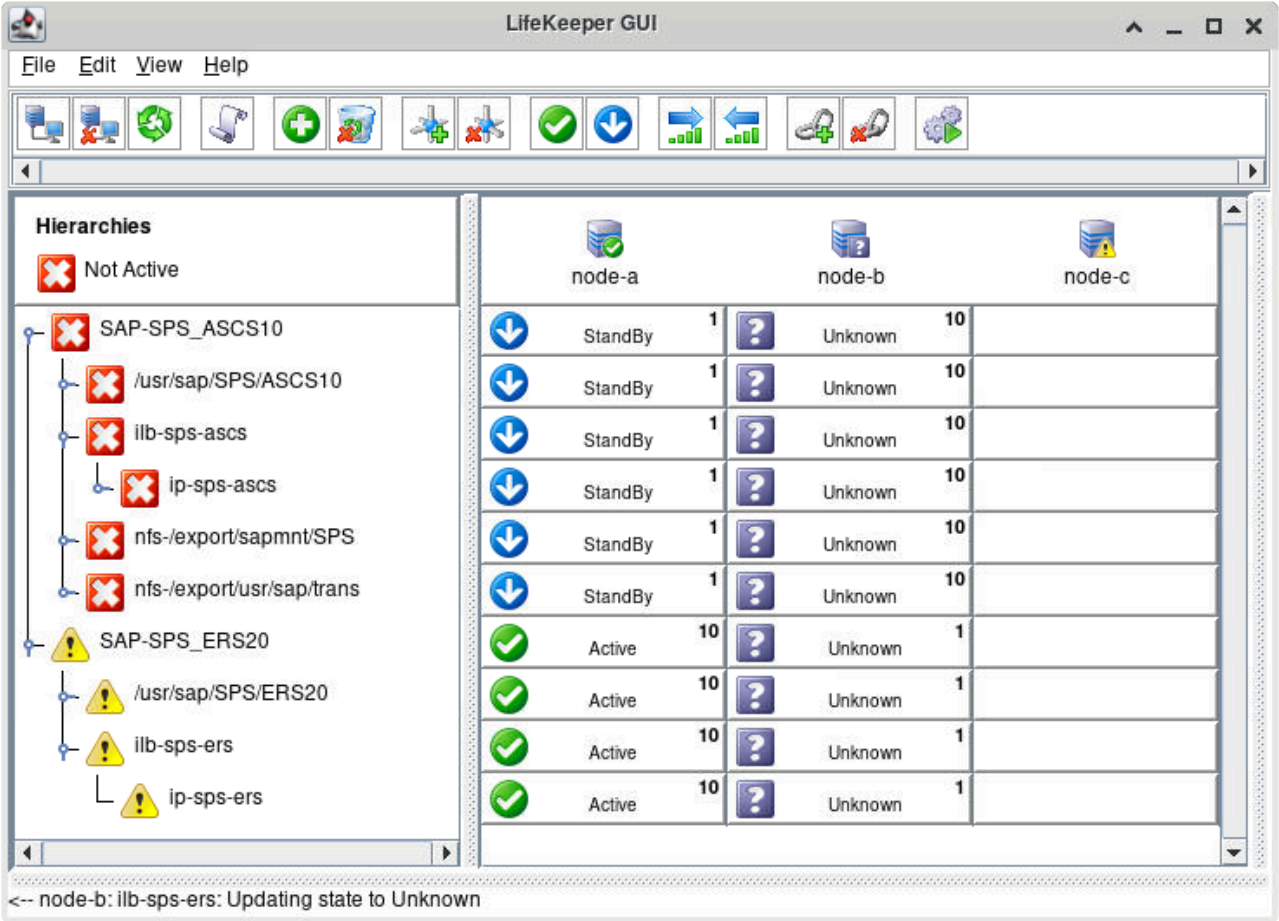 LifeKeeper GUI
File Edit View Help
Hierarchies
Not Active
node-a node-b node-c
SAP-SPS_ASCS10 StandBy 1 Unknown 10
/usr/sap/SPS/ASCS10 StandBy 1 Unknown 10
ilb-sps-ascs StandBy 1 Unknown 10
ip-sps-ascs StandBy 1 Unknown 10
nfs-/export/sapmnt/SPS StandBy 1 Unknown 10
nfs-/export/usr/sap/trans StandBy 1 Unknown 10
SAP-SPS_ERS20 Active 10 Unknown 1
/usr/sap/SPS/ERS20 Active 10 Unknown 1
ilb-sps-ers Active 10 Unknown 1
ip-sps-ers Active 10 Unknown 1
<-- node-b: ilb-sps-ers: Updating state to Unknown